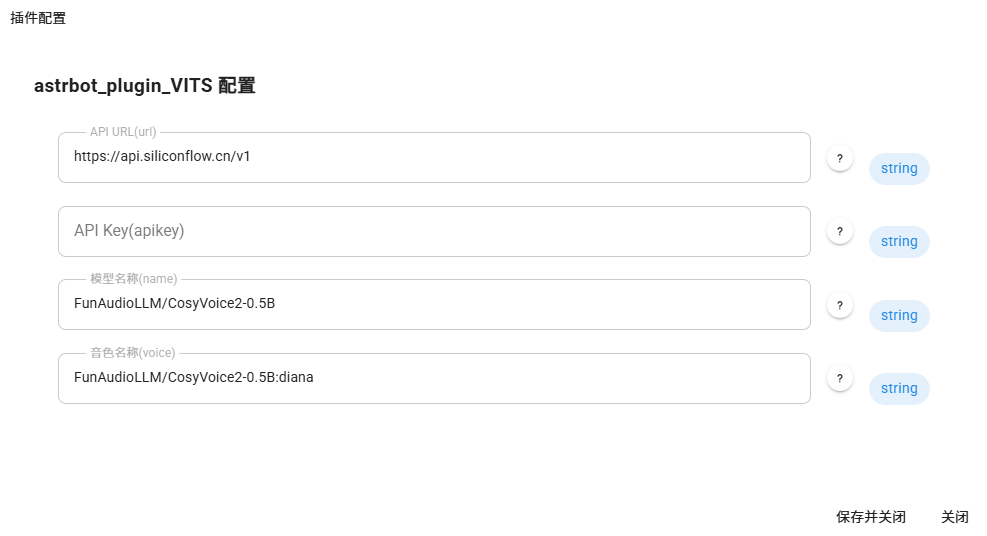 插件配置
astrbot_plugin_VITS 配置
API URL(url)
https://api.siliconflow.cn/v1
?
string
API Key(apikey)
?
string
模型名称(name)
FunAudioLLM/CosyVoice2-0.5B
?
string
音色名称(voice)
FunAudioLLM/CosyVoice2-0.5B:diana
?
string
保存并关闭 关闭